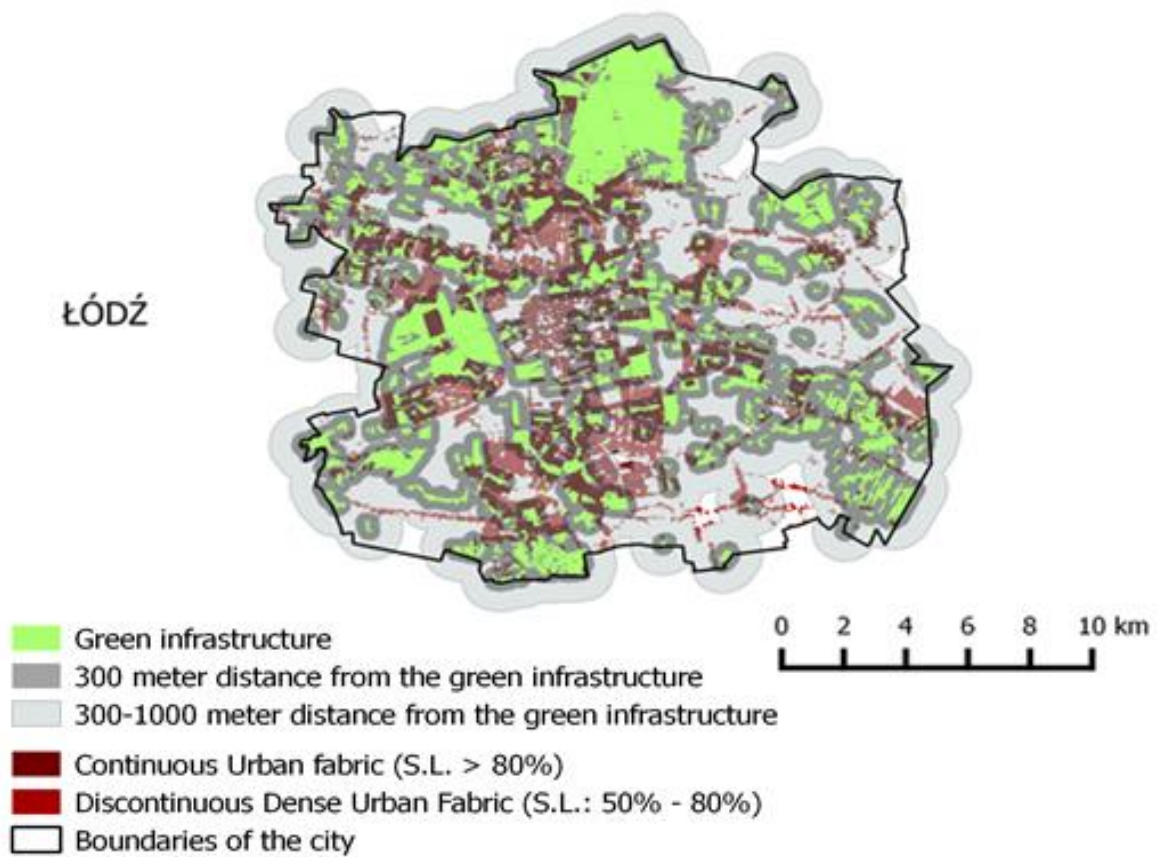 ŁÓDŹ
0 2 4 6 8 10 km
Green infrastructure
300 meter distance from the green infrastructure
300-1000 meter distance from the green infrastructure
Continuous Urban fabric (S.L. > 80%)
Discontinuous Dense Urban Fabric (S.L.: 50% - 80%)
Boundaries of the city